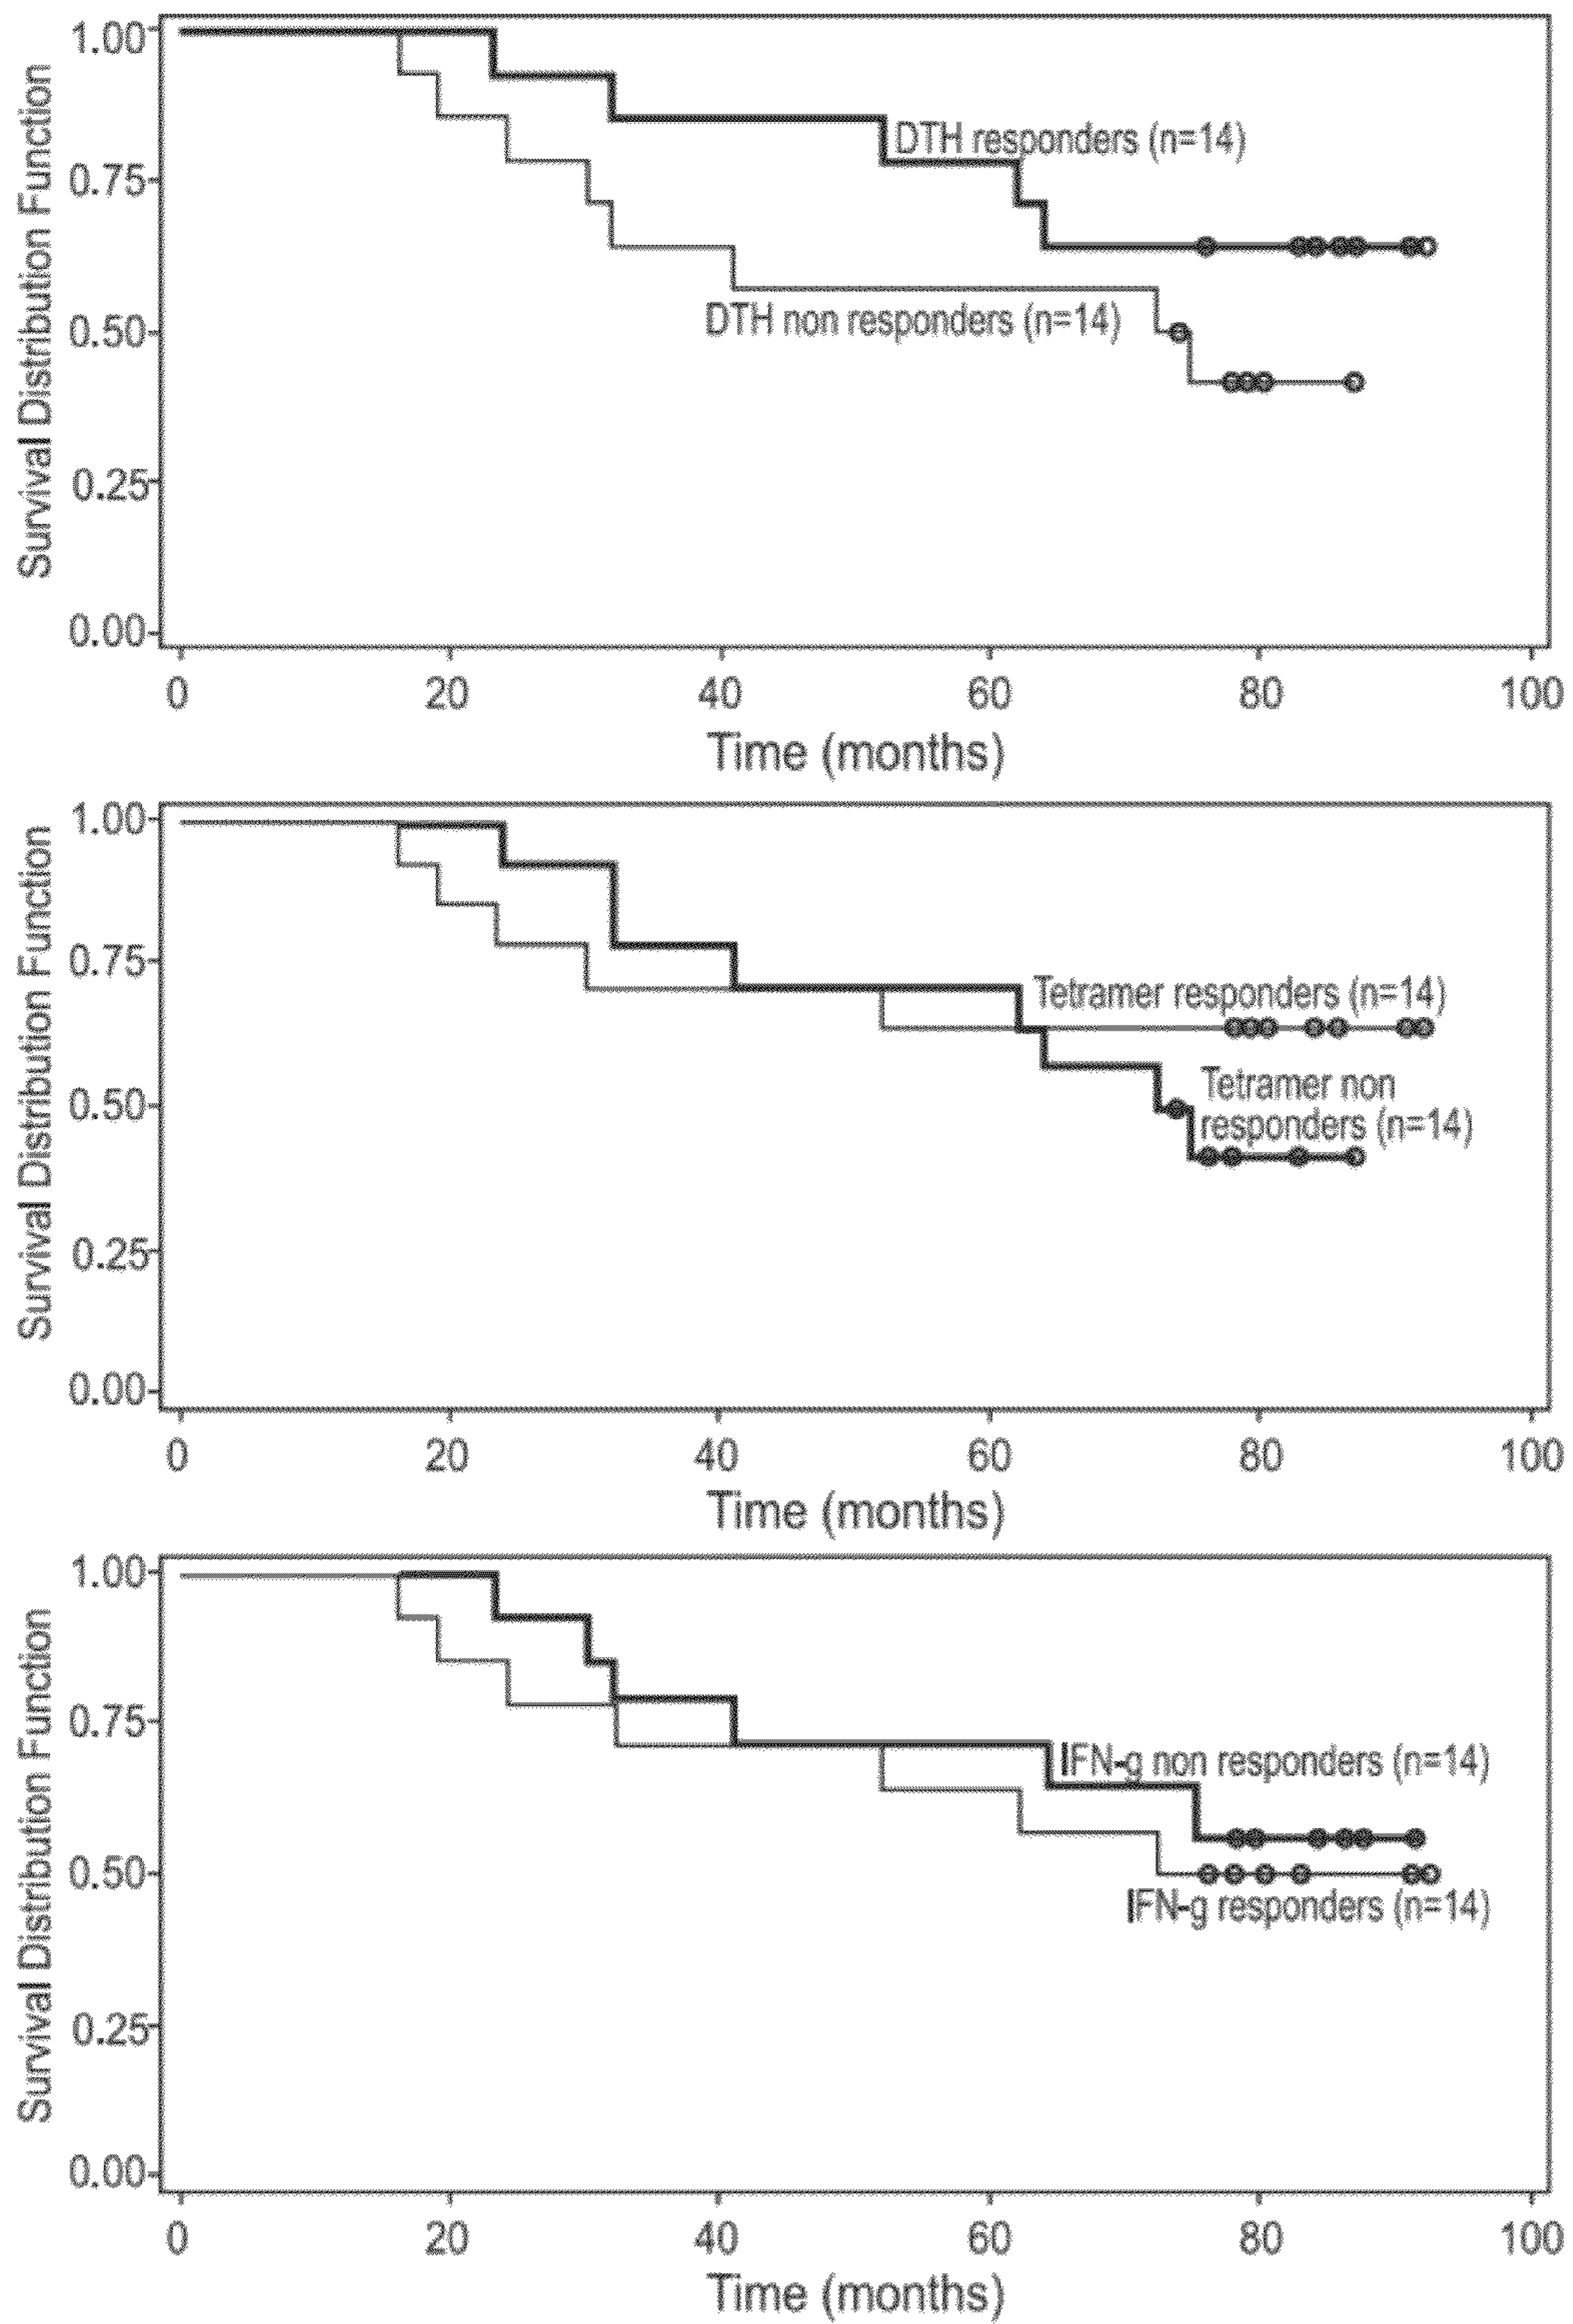 Survival Distribution Function
1.00
0.75
0.50
0.25
0.00
DTH responders (n=14)
DTH non responders (n=14)
0 20 40 60 80 100
Time (months)
Survival Distribution Function
1.00
0.75
0.50
0.25
0.00
Tetramer responders (n=14)
Tetramer non
responders (n=14)
0 20 40 60 80 100
Time (months)
Survival Distribution Function
1.00
0.75
0.50
0.25
0.00
IFN-g non responders (n=14)
IFN-g responders (n=14)
0 20 40 60 80 100
Time (months)